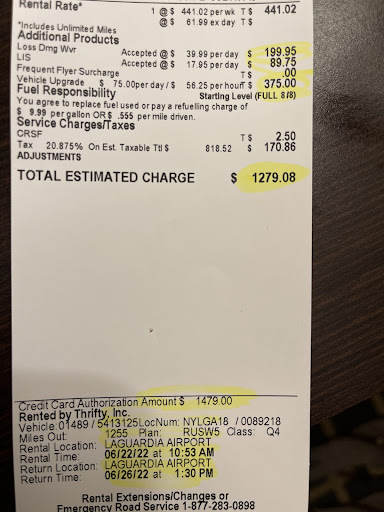 Rental Rate* 1 @ $ 441.02 per wk T $ 441.02
@ $ 61.99 ex day T $
*Includes Unlimited Miles
Additional Products
Loss Dmg Wvr Accepted @ $ 39.99 per day $ 199.95
LIS Accepted @ $ 17.95 per day $ 89.75
Frequent Flyer Surcharge T $ .00
Vehicle Upgrade $ 75.00per day / $ 56.25 per hour T $ 375.00
Fuel Responsibility Starting Level (FULL 8/8)
You agree to replace fuel used or pay a refuelling charge of
$ 9.99 per gallon OR $ .555 per mile driven.
Service Charges/Taxes
CRSF T $ 2.50
Tax 20.875% On Est. Taxable Ttl $ 818.52 $ 170.86
ADJUSTMENTS
TOTAL ESTIMATED CHARGE $ 1279.08
Credit Card Authorization Amount $ 1479.00
Rented by Thrifty, Inc.
Vehicle:01489 / 5413125 LocNum: NYLGA18 / 0089218
Miles Out: 1255 Plan: RUSW5 Class: Q4
Rental Location: LAGUARDIA AIRPORT
Rental Time: 06/22/22 at 10:53 AM
Return Location: LAGUARDIA AIRPORT
Return Time: 06/26/22 at 1:30 PM
Rental Extensions/Changes or
Emergency Road Service 1-877-283-0898